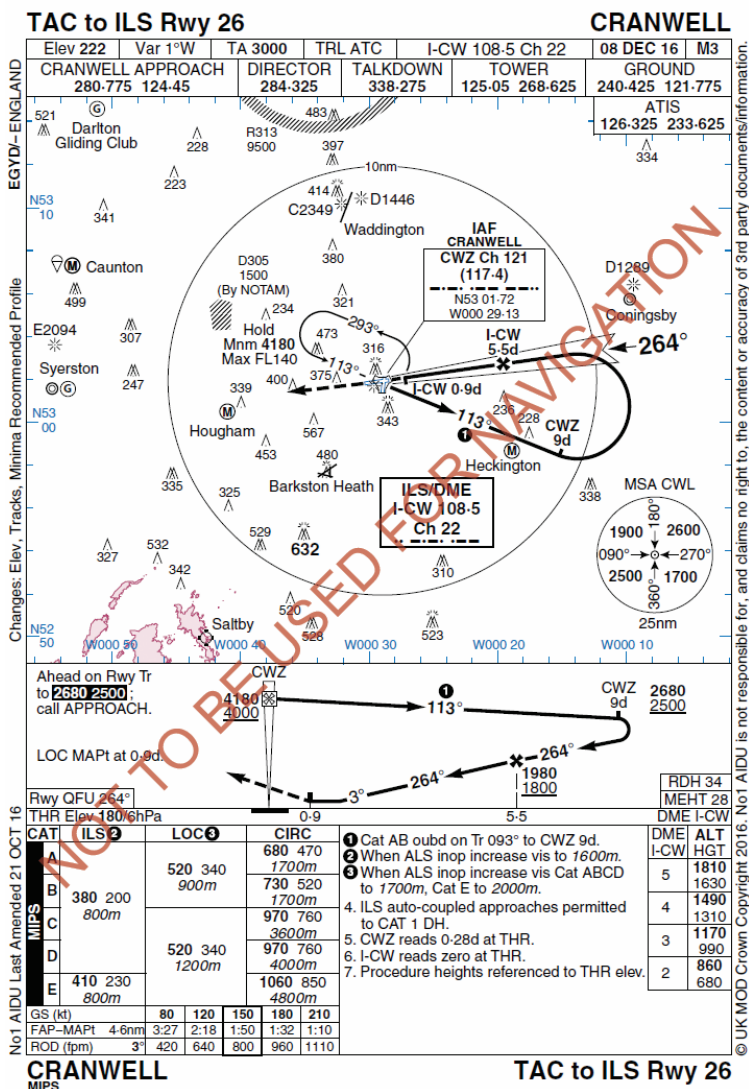 TAC to ILS Rwy 26 CRANWELL
Elev 222 Var 1°W TA 3000 TRL ATC I-CW 108·5 Ch 22 08 DEC 16 M3
CRANWELL APPROACH DIRECTOR TALKDOWN TOWER GROUND
280·775 124·45 284·325 338·275 125·05 268·625 240·425 121·775
ATIS
126·325 233·625
EGYD/– ENGLAND
Changes: Elev, Tracks, Minima Recommended Profile
No1 AIDU Last Amended 21 OCT 16
© UK MOD Crown Copyright 2016. No1 AIDU is not responsible for, and claims no right to, the content or accuracy of 3rd party documents/information.
NOT TO BE USED FOR NAVIGATION
521
G
Darlton
Gliding Club
228
R313
9500
483
397
334
223
10nm
N53
10
341
414
C2349
D1446
Waddington
IAF
CRANWELL
CWZ Ch 121
(117·4)
N53 01·72
W000 29·13
380
M Caunton
499
D305
1500
(By NOTAM)
321
234
D1289
Coningsby
E2094
307
Hold
Mnm 4180
Max FL140
473
293°
316
I-CW
5·5d
264°
Syerston
G
247
113°
400
375
I-CW 0·9d
339
343
236
228
CWZ
9d
N53
00
M
Hougham
567
113°
1
M
Heckington
453
480
Barkston Heath
335
325
ILS/DME
I-CW 108·5
Ch 22
338
MSA CWL
180°
1900 2600
090° 270°
2500 1700
360°
25nm
529
632
327
532
342
310
520
528
523
Saltby
N52
50
W000 50 W000 40 W000 30 W000 20 W000 10
Ahead on Rwy Tr
to 2680 2500;
call APPROACH.
LOC MAPt at 0·9d.
CWZ
4180
4000
1
113°
CWZ
9d
2680
2500
264°
264°
3°
1980
1800
RDH 34
MEHT 28
Rwy QFU 264°
THR Elev 180/6hPa 0·9 5·5 DME I-CW
CAT ILS2 LOC3 CIRC
MIPS
A 680 470
1700m
B 730 520
1700m
C 970 760
3600m
D 970 760
4000m
E 1060 850
4800m
380 200
800m
410 230
800m
520 340
900m
520 340
1200m
1 Cat AB oubd on Tr 093° to CWZ 9d.
2 When ALS inop increase vis to 1600m.
3 When ALS inop increase vis Cat ABCD
to 1700m, Cat E to 2000m.
4. ILS auto-coupled approaches permitted
to CAT 1 DH.
5. CWZ reads 0·28d at THR.
6. I-CW reads zero at THR.
7. Procedure heights referenced to THR elev.
DME I-CW ALT HGT
5 1810 1630
4 1490 1310
3 1170 990
2 860 680
GS (kt) 80 120 150 180 210
FAP–MAPt 4·6nm 3:27 2:18 1:50 1:32 1:10
ROD (fpm) 3° 420 640 800 960 1110
CRANWELL TAC to ILS Rwy 26
MIPS